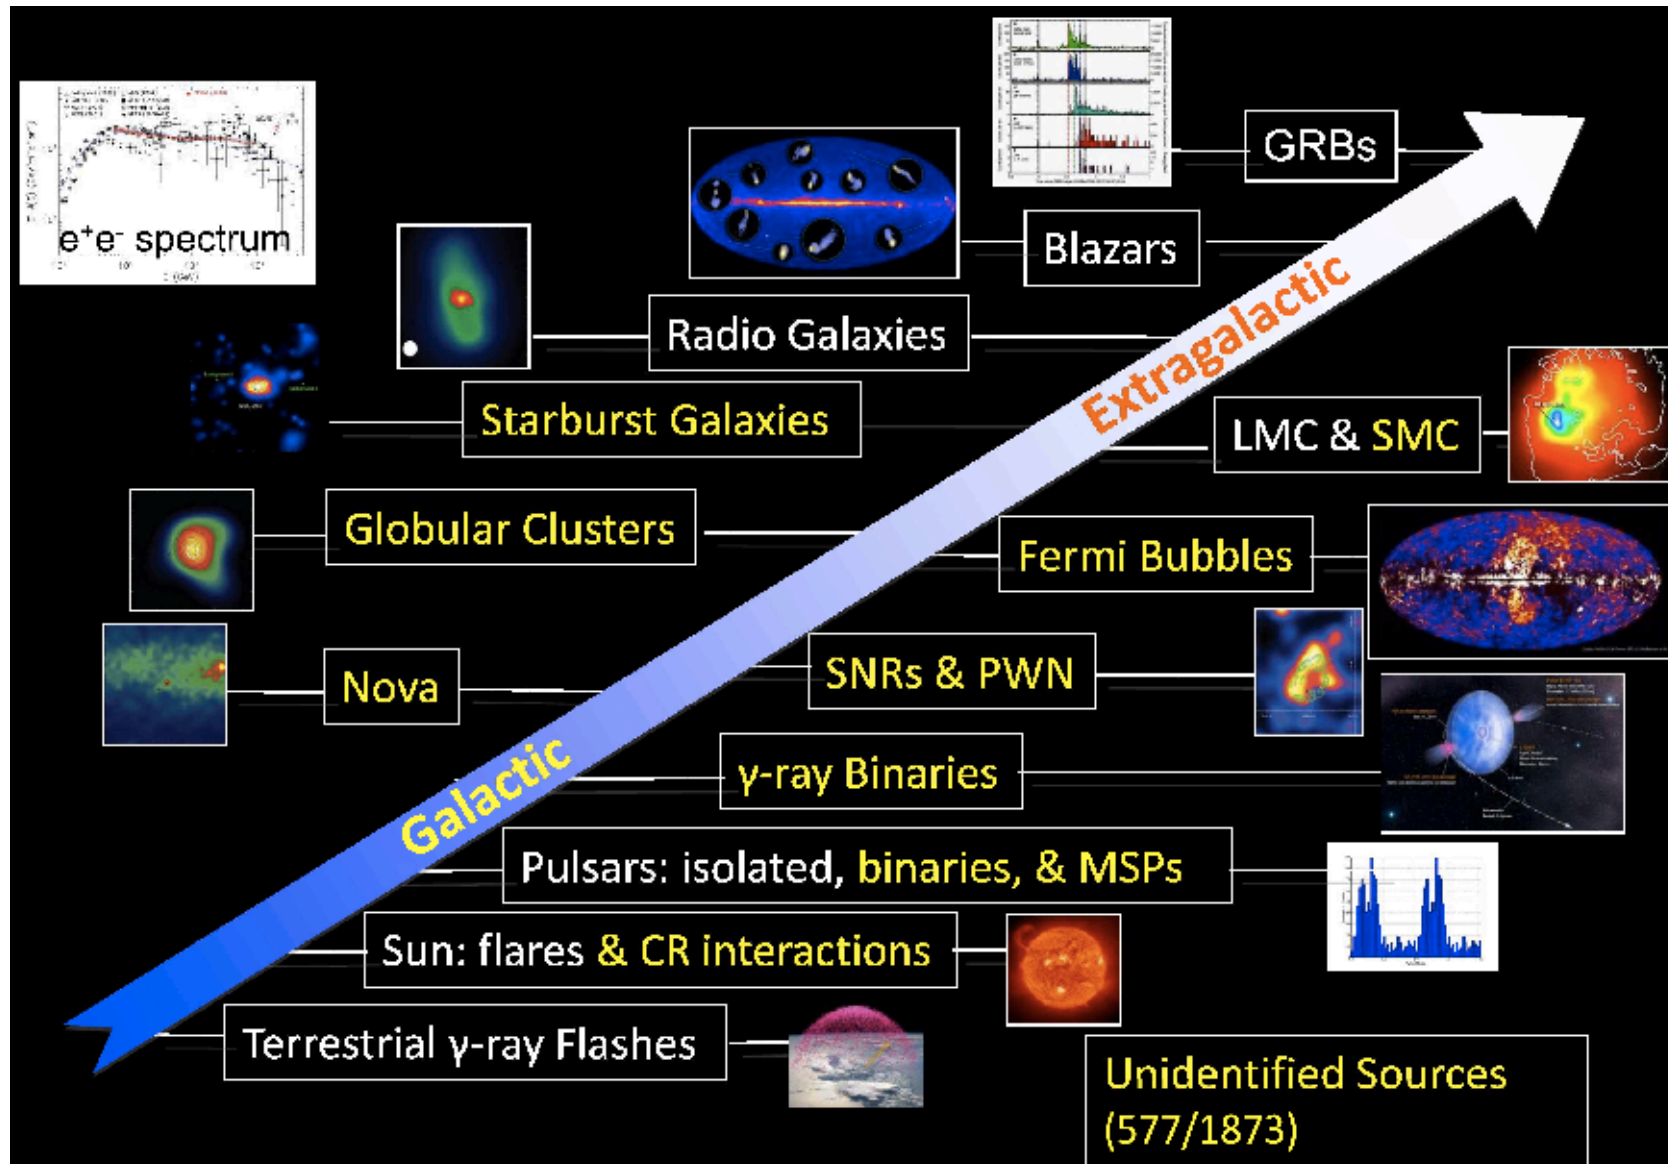 GRBs
e⁺e⁻ spectrum
Blazars
Radio Galaxies
Extragalactic
Starburst Galaxies
LMC & SMC
Globular Clusters
Fermi Bubbles
SNRs & PWN
Nova
γ-ray Binaries
Galactic
Pulsars: isolated, binaries, & MSPs
Sun: flares & CR interactions
Terrestrial γ-ray Flashes
Unidentified Sources
(577/1873)